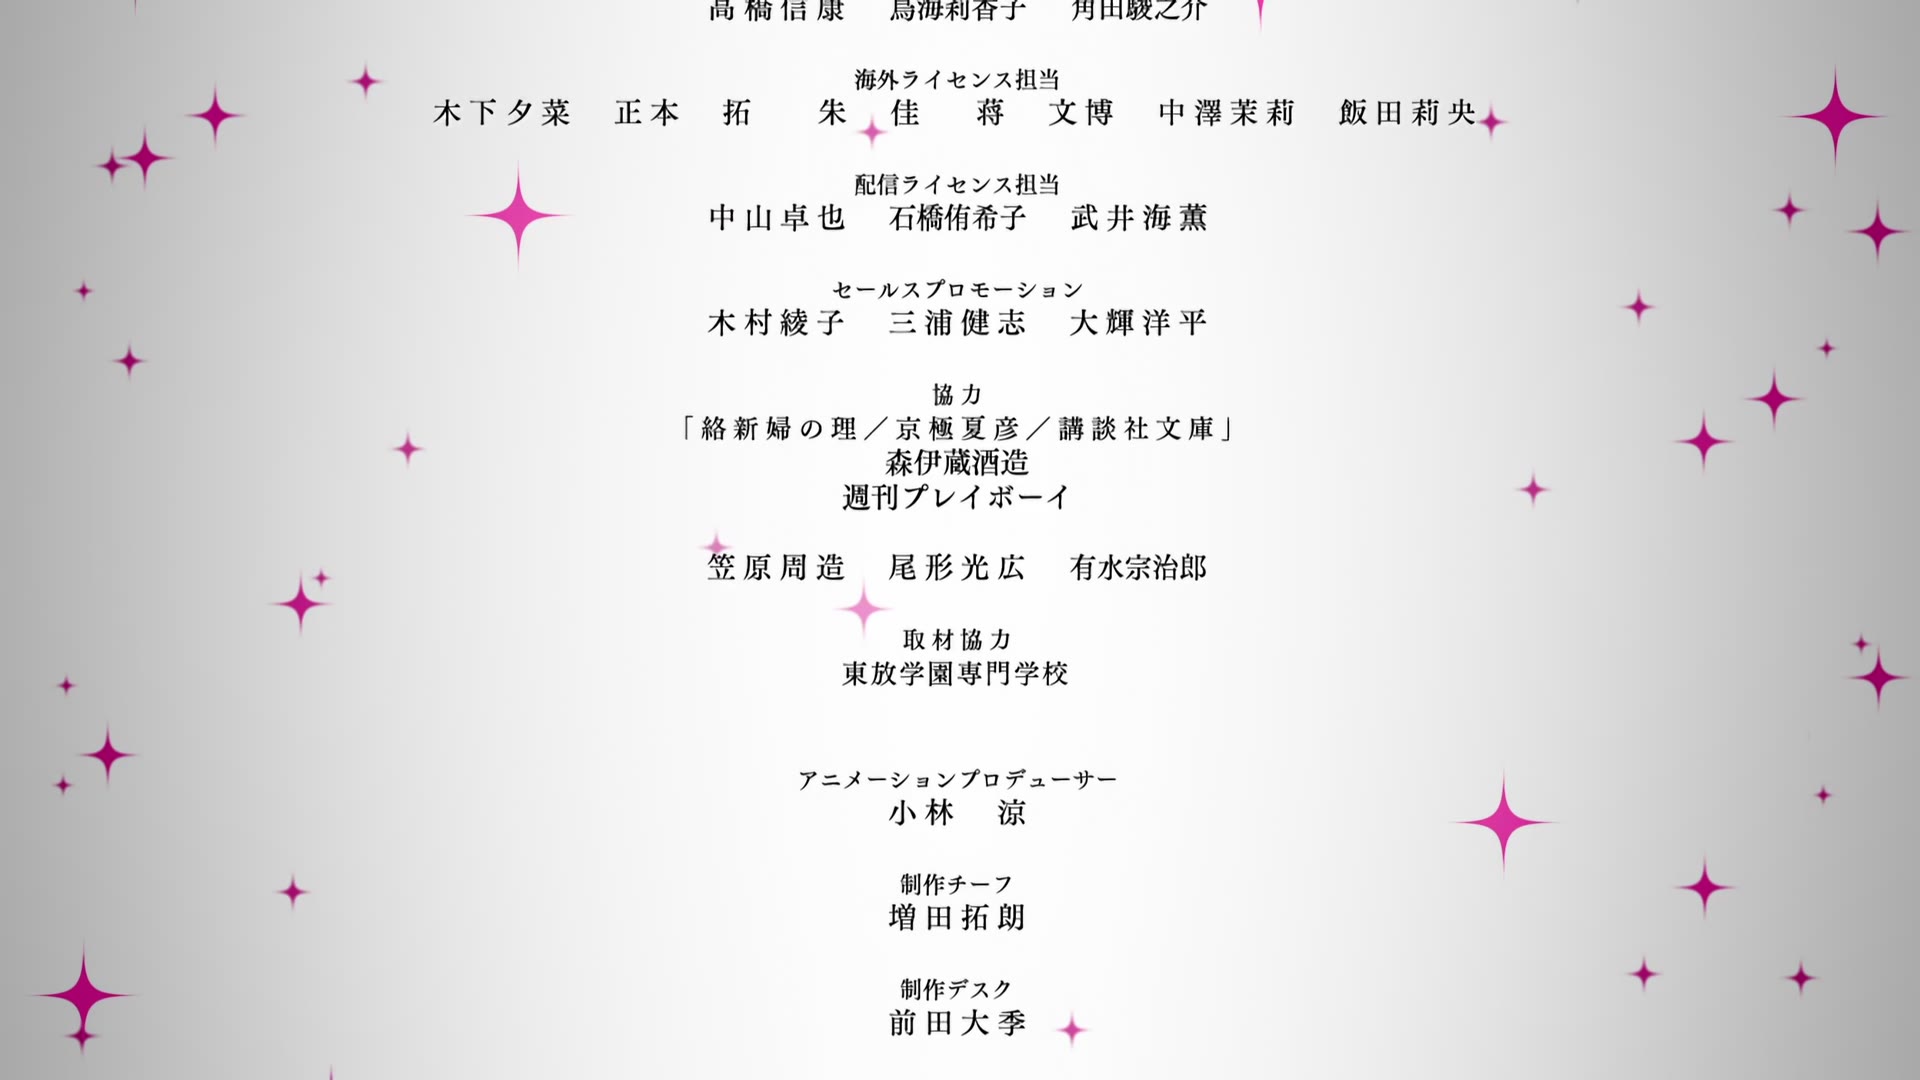 高橋信康　鳥海莉香子　角田駿之介
海外ライセンス担当
木下夕菜　正本　拓　朱　佳　蒋　文博　中澤茉莉　飯田莉央
配信ライセンス担当
中山卓也　石橋侑希子　武井海薫
セールスプロモーション
木村綾子　三浦健志　大輝洋平
協力
「絡新婦の理／京極夏彦／講談社文庫」
森伊蔵酒造
週刊プレイボーイ
笠原周造　尾形光広　有水宗治郎
取材協力
東放学園専門学校
アニメーションプロデューサー
小林　涼
制作チーフ
増田拓朗
制作デスク
前田大季